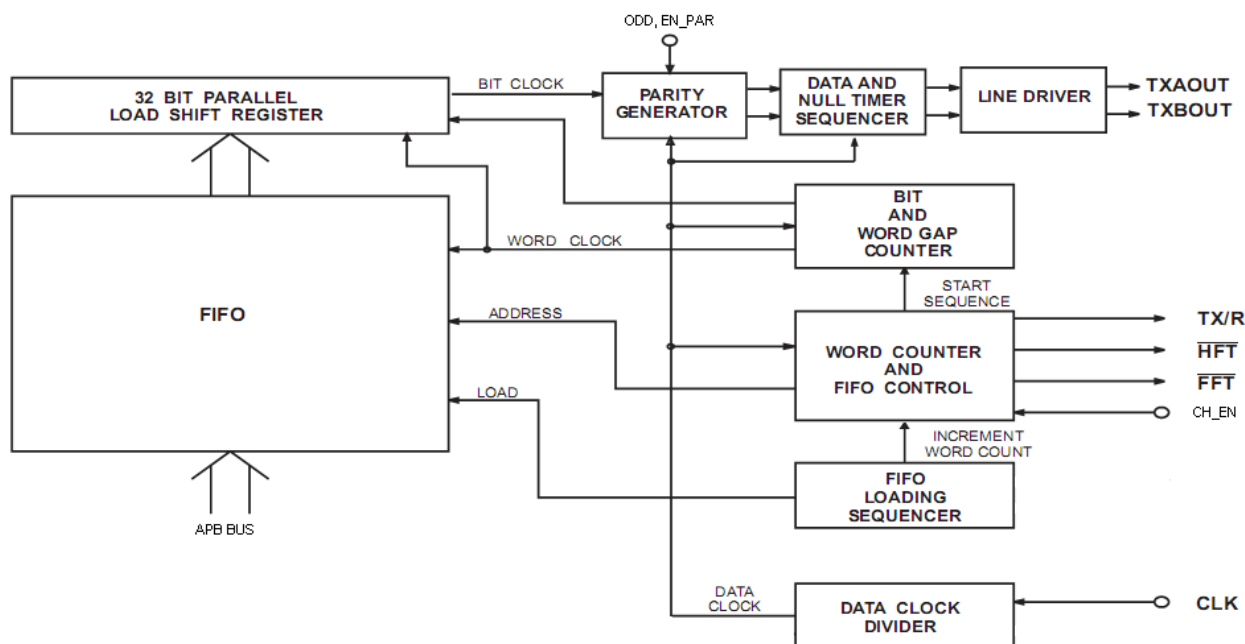 ODD, EN_PAR
32 BIT PARALLEL
LOAD SHIFT REGISTER
BIT CLOCK
PARITY
GENERATOR
DATA AND
NULL TIMER
SEQUENCER
LINE DRIVER
TXAOUT
TXBOUT
BIT
AND
WORD GAP
COUNTER
WORD CLOCK
START
SEQUENCE
FIFO
ADDRESS
WORD COUNTER
AND
FIFO CONTROL
TX/R
HFT
FFT
CH_EN
LOAD
INCREMENT
WORD COUNT
FIFO
LOADING
SEQUENCER
APB BUS
DATA
CLOCK
DATA CLOCK
DIVIDER
CLK